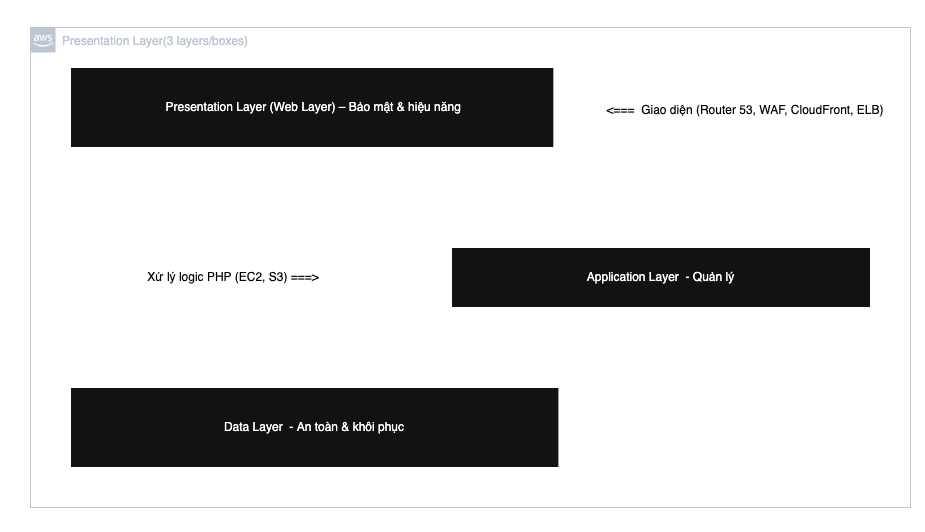 aws
Presentation Layer(3 layers/boxes)
Presentation Layer (Web Layer) – Bảo mật & hiệu năng
<=== Giao diện (Router 53, WAF, CloudFront, ELB)
Xử lý logic PHP (EC2, S3) ===>
Application Layer - Quản lý
Data Layer - An toàn & khôi phục